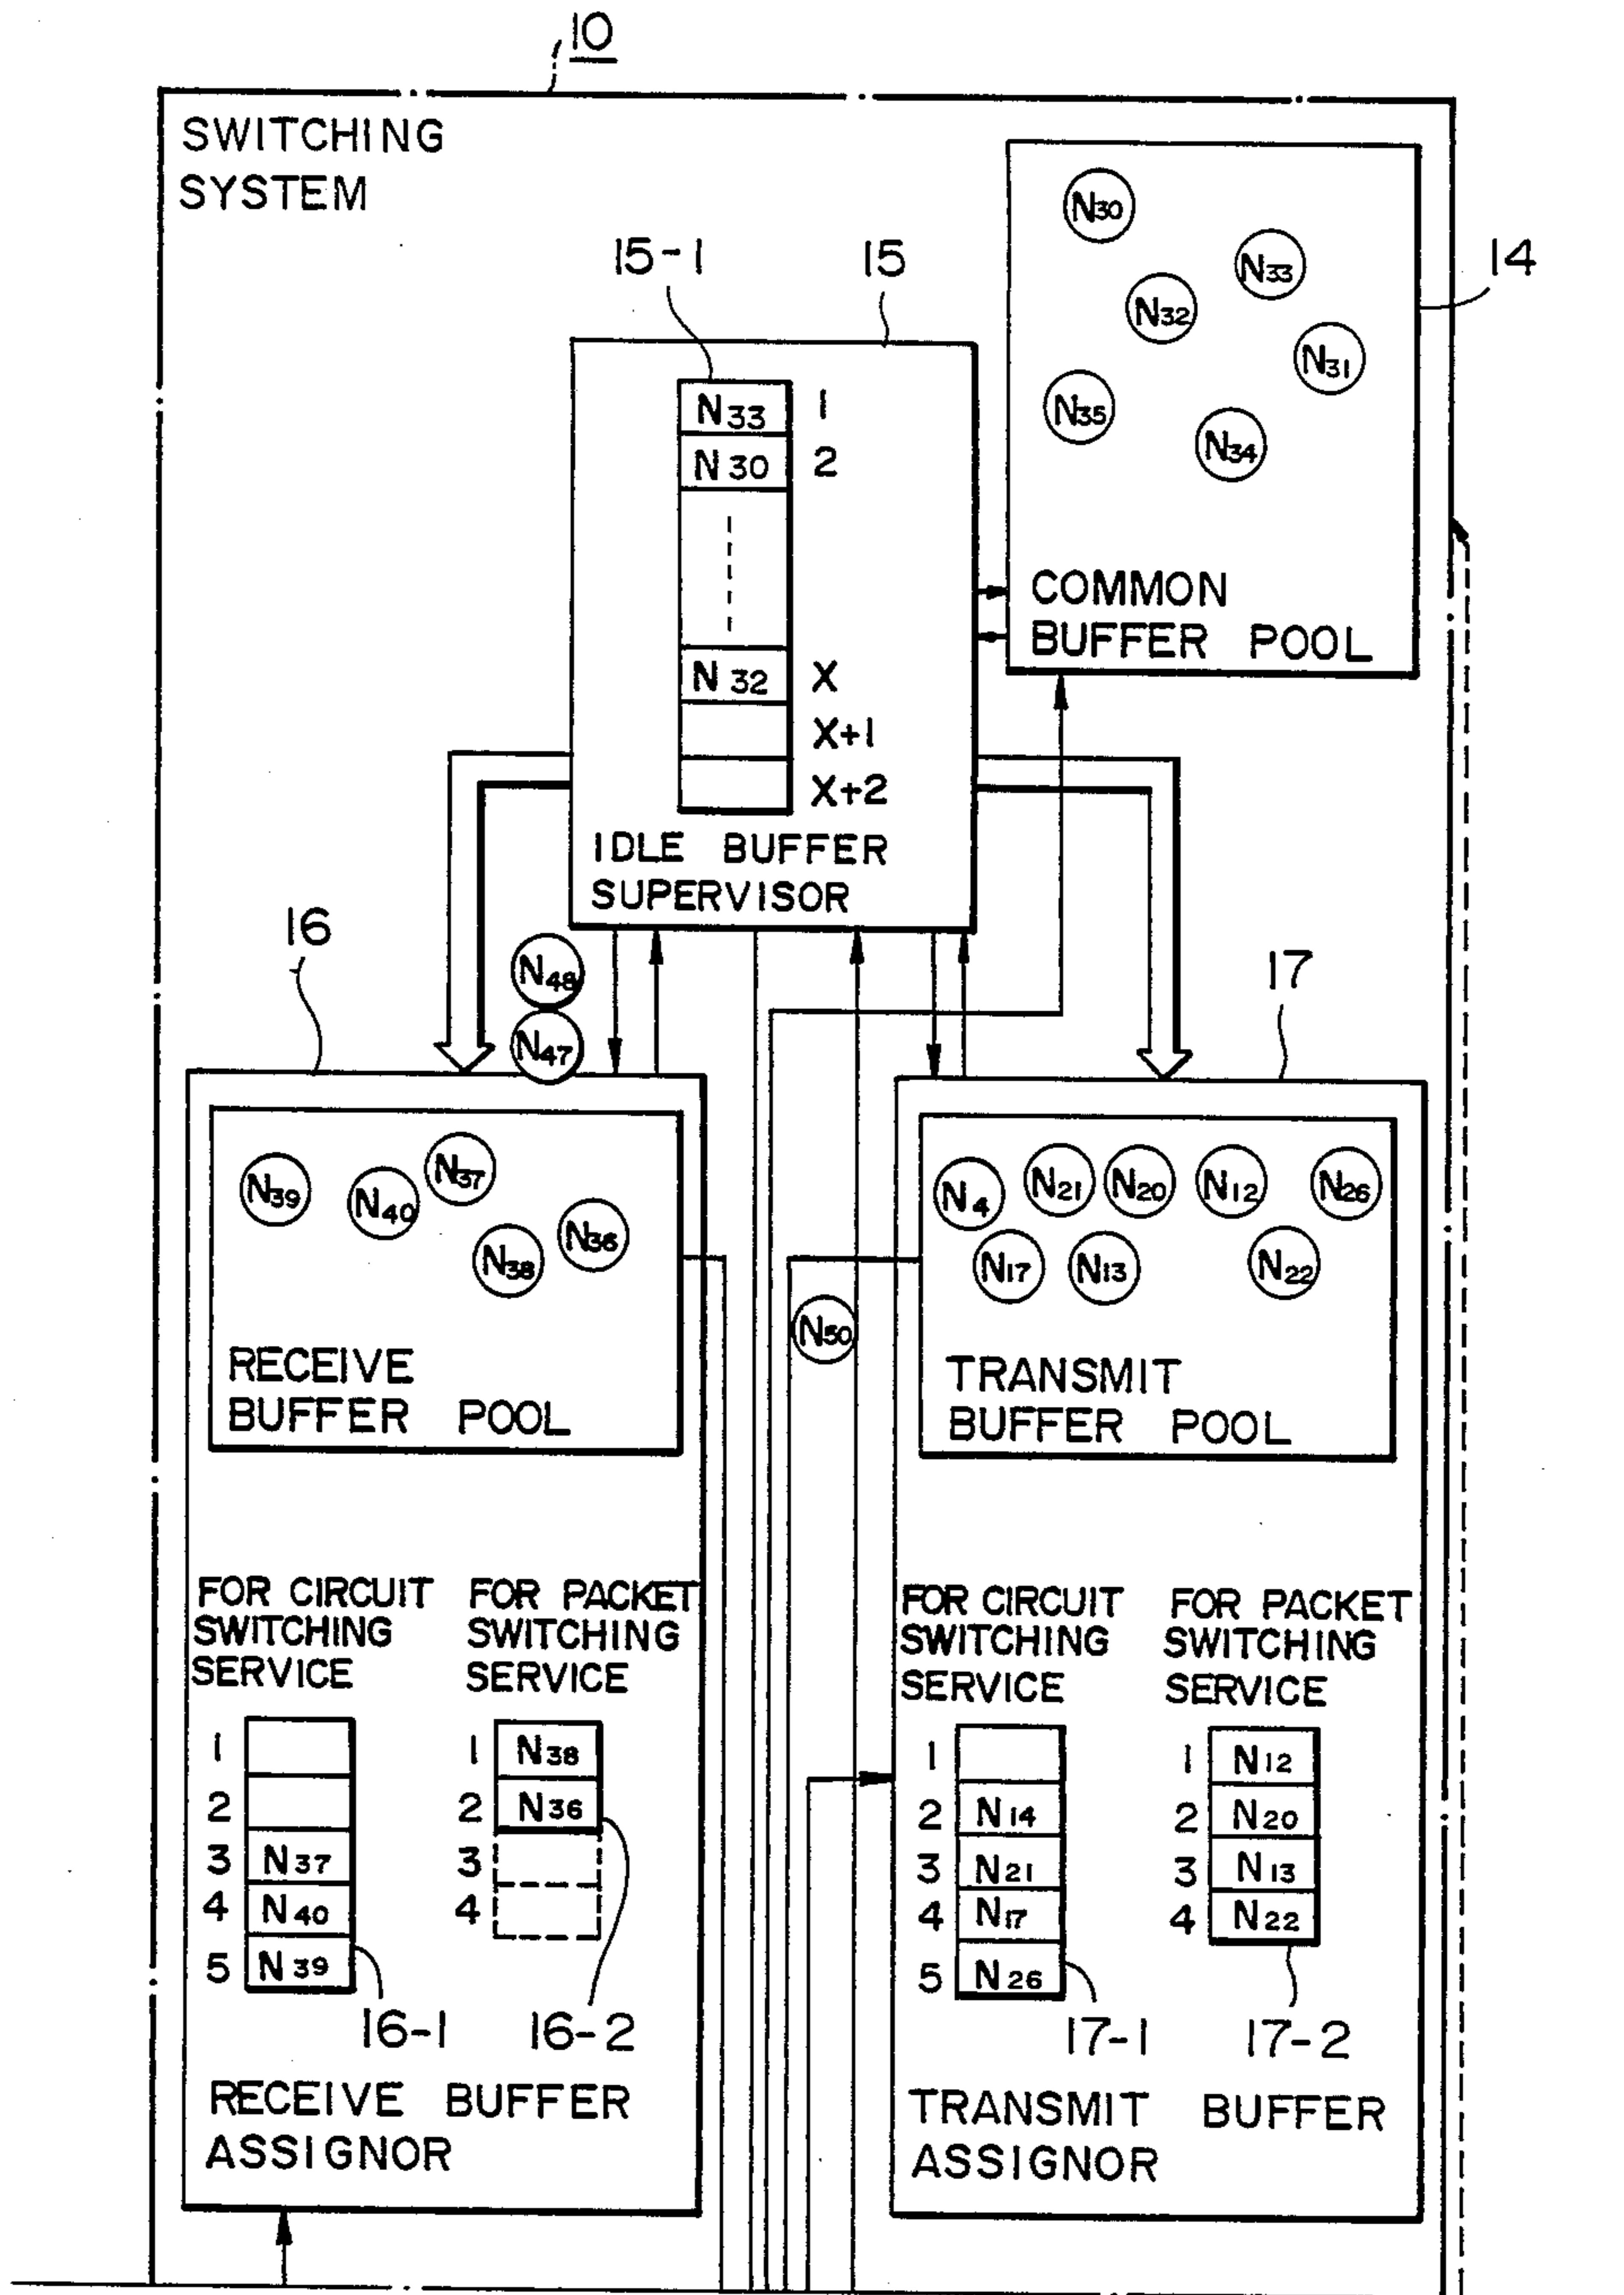 10
SWITCHING
SYSTEM
N30
N33
N32
N31
N35
N34
14
COMMON
BUFFER POOL
15-1
15
N33 1
N30 2
N32 X
X+1
X+2
IDLE BUFFER
SUPERVISOR
16
N48
N47
17
N39
N40
N37
N38
N36
RECEIVE
BUFFER POOL
N50
N4
N21
N20
N12
N26
N17
N13
N22
TRANSMIT
BUFFER POOL
FOR CIRCUIT
SWITCHING
SERVICE
1
2
3 N37
4 N40
5 N39
16-1
FOR PACKET
SWITCHING
SERVICE
1 N38
2 N36
3
4
16-2
RECEIVE BUFFER
ASSIGNOR
FOR CIRCUIT
SWITCHING
SERVICE
1
2 N14
3 N21
4 N17
5 N26
17-1
FOR PACKET
SWITCHING
SERVICE
1 N12
2 N20
3 N13
4 N22
17-2
TRANSMIT BUFFER
ASSIGNOR